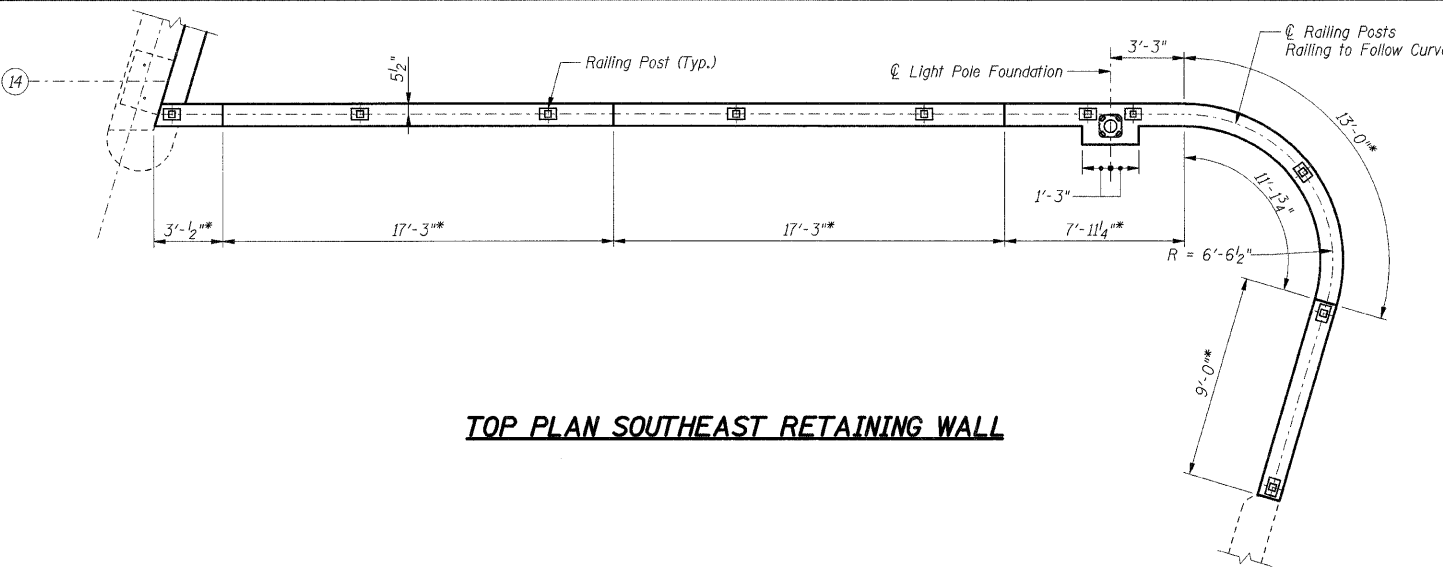 14
5½"
Railing Post (Typ.)
℄ Light Pole Foundation
3'-3"
℄ Railing Posts
Railing to Follow Curve
13'-0"*
11'-1¾"
1'-3"
R = 6'-6½"
3'-½"*
17'-3"*
17'-3"*
7'-11¼"*
9'-0"*
TOP PLAN SOUTHEAST RETAINING WALL